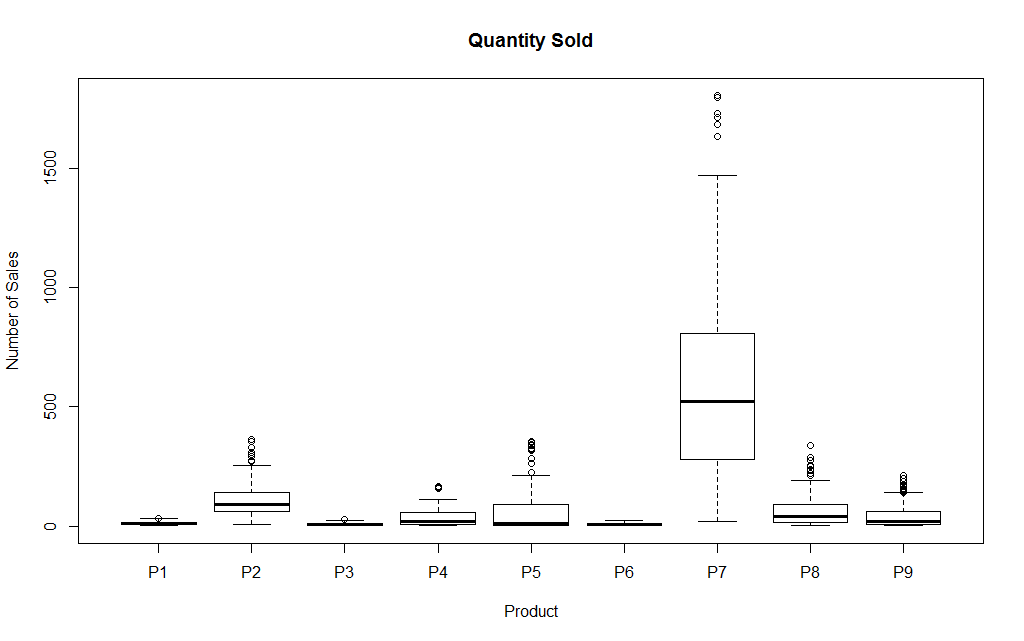 Quantity Sold
Number of Sales
1500
1000
500
0
P1 P2 P3 P4 P5 P6 P7 P8 P9
Product